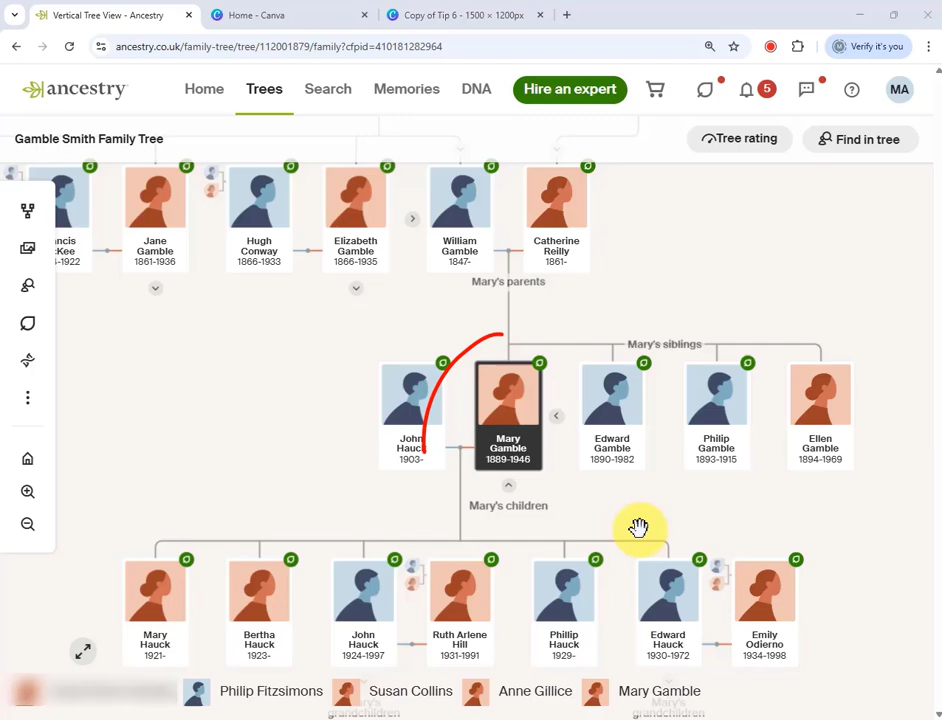 Vertical Tree View - Ancestry
Home - Canva
Copy of Tip 6 - 1500 × 1200px
ancestry.co.uk/family-tree/tree/112001879/family?cfpid=410181282964
Verify it's you
ancestry
Home
Trees
Search
Memories
DNA
Hire an expert
5
MA
Gamble Smith Family Tree
Tree rating
Find in tree
Jane
Gamble
1861-1936
Hugh
Conway
1866-1933
Elizabeth
Gamble
1866-1935
William
Gamble
1847-
Catherine
Reilly
1861-
Mary's parents
Mary's siblings
John
Hauck
1903-
Mary
Gamble
1889-1946
Edward
Gamble
1890-1982
Philip
Gamble
1893-1915
Ellen
Gamble
1894-1969
Mary's children
Mary
Hauck
1921-
Bertha
Hauck
1923-
John
Hauck
1924-1997
Ruth Arlene
Hill
1931-1991
Phillip
Hauck
1929-
Edward
Hauck
1930-1972
Emily
Odierno
1934-1998
Philip Fitzsimons
Susan Collins
Anne Gillice
Mary Gamble
Mary's
grandchildren
Mary's
grandchildren